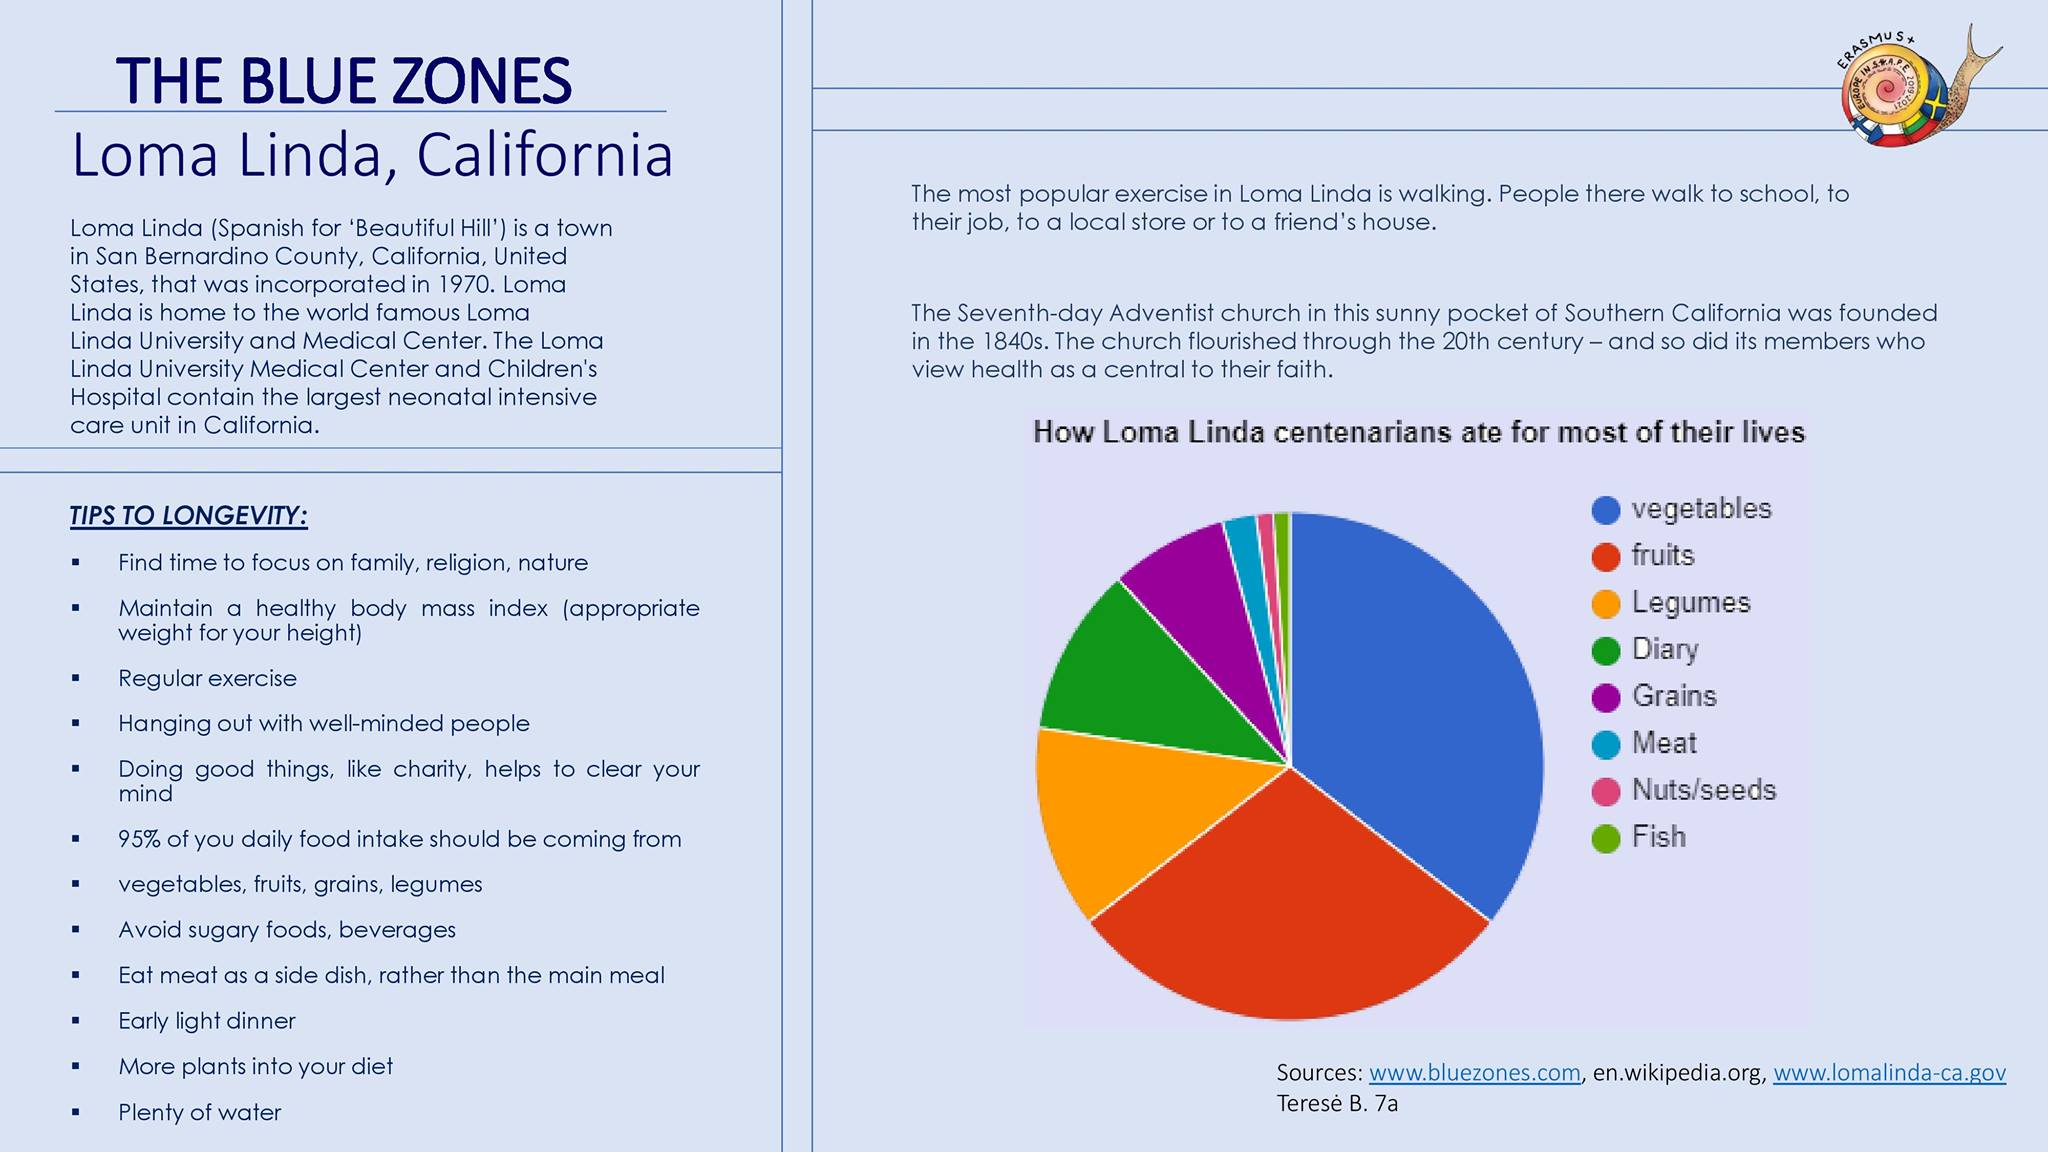 THE BLUE ZONES
Loma Linda, California
Loma Linda (Spanish for ‘Beautiful Hill’) is a town
in San Bernardino County, California, United
States, that was incorporated in 1970. Loma
Linda is home to the world famous Loma
Linda University and Medical Center. The Loma
Linda University Medical Center and Children's
Hospital contain the largest neonatal intensive
care unit in California.
TIPS TO LONGEVITY:
▪ Find time to focus on family, religion, nature
▪ Maintain a healthy body mass index (appropriate
weight for your height)
▪ Regular exercise
▪ Hanging out with well-minded people
▪ Doing good things, like charity, helps to clear your
mind
▪ 95% of you daily food intake should be coming from
▪ vegetables, fruits, grains, legumes
▪ Avoid sugary foods, beverages
▪ Eat meat as a side dish, rather than the main meal
▪ Early light dinner
▪ More plants into your diet
▪ Plenty of water
ERASMUS+
EUROPE IN S.H.A.P.E. 2019-2021
The most popular exercise in Loma Linda is walking. People there walk to school, to
their job, to a local store or to a friend’s house.
The Seventh-day Adventist church in this sunny pocket of Southern California was founded
in the 1840s. The church flourished through the 20th century – and so did its members who
view health as a central to their faith.
How Loma Linda centenarians ate for most of their lives
vegetables
fruits
Legumes
Diary
Grains
Meat
Nuts/seeds
Fish
Sources: www.bluezones.com, en.wikipedia.org, www.lomalinda-ca.gov
Teresė B. 7a